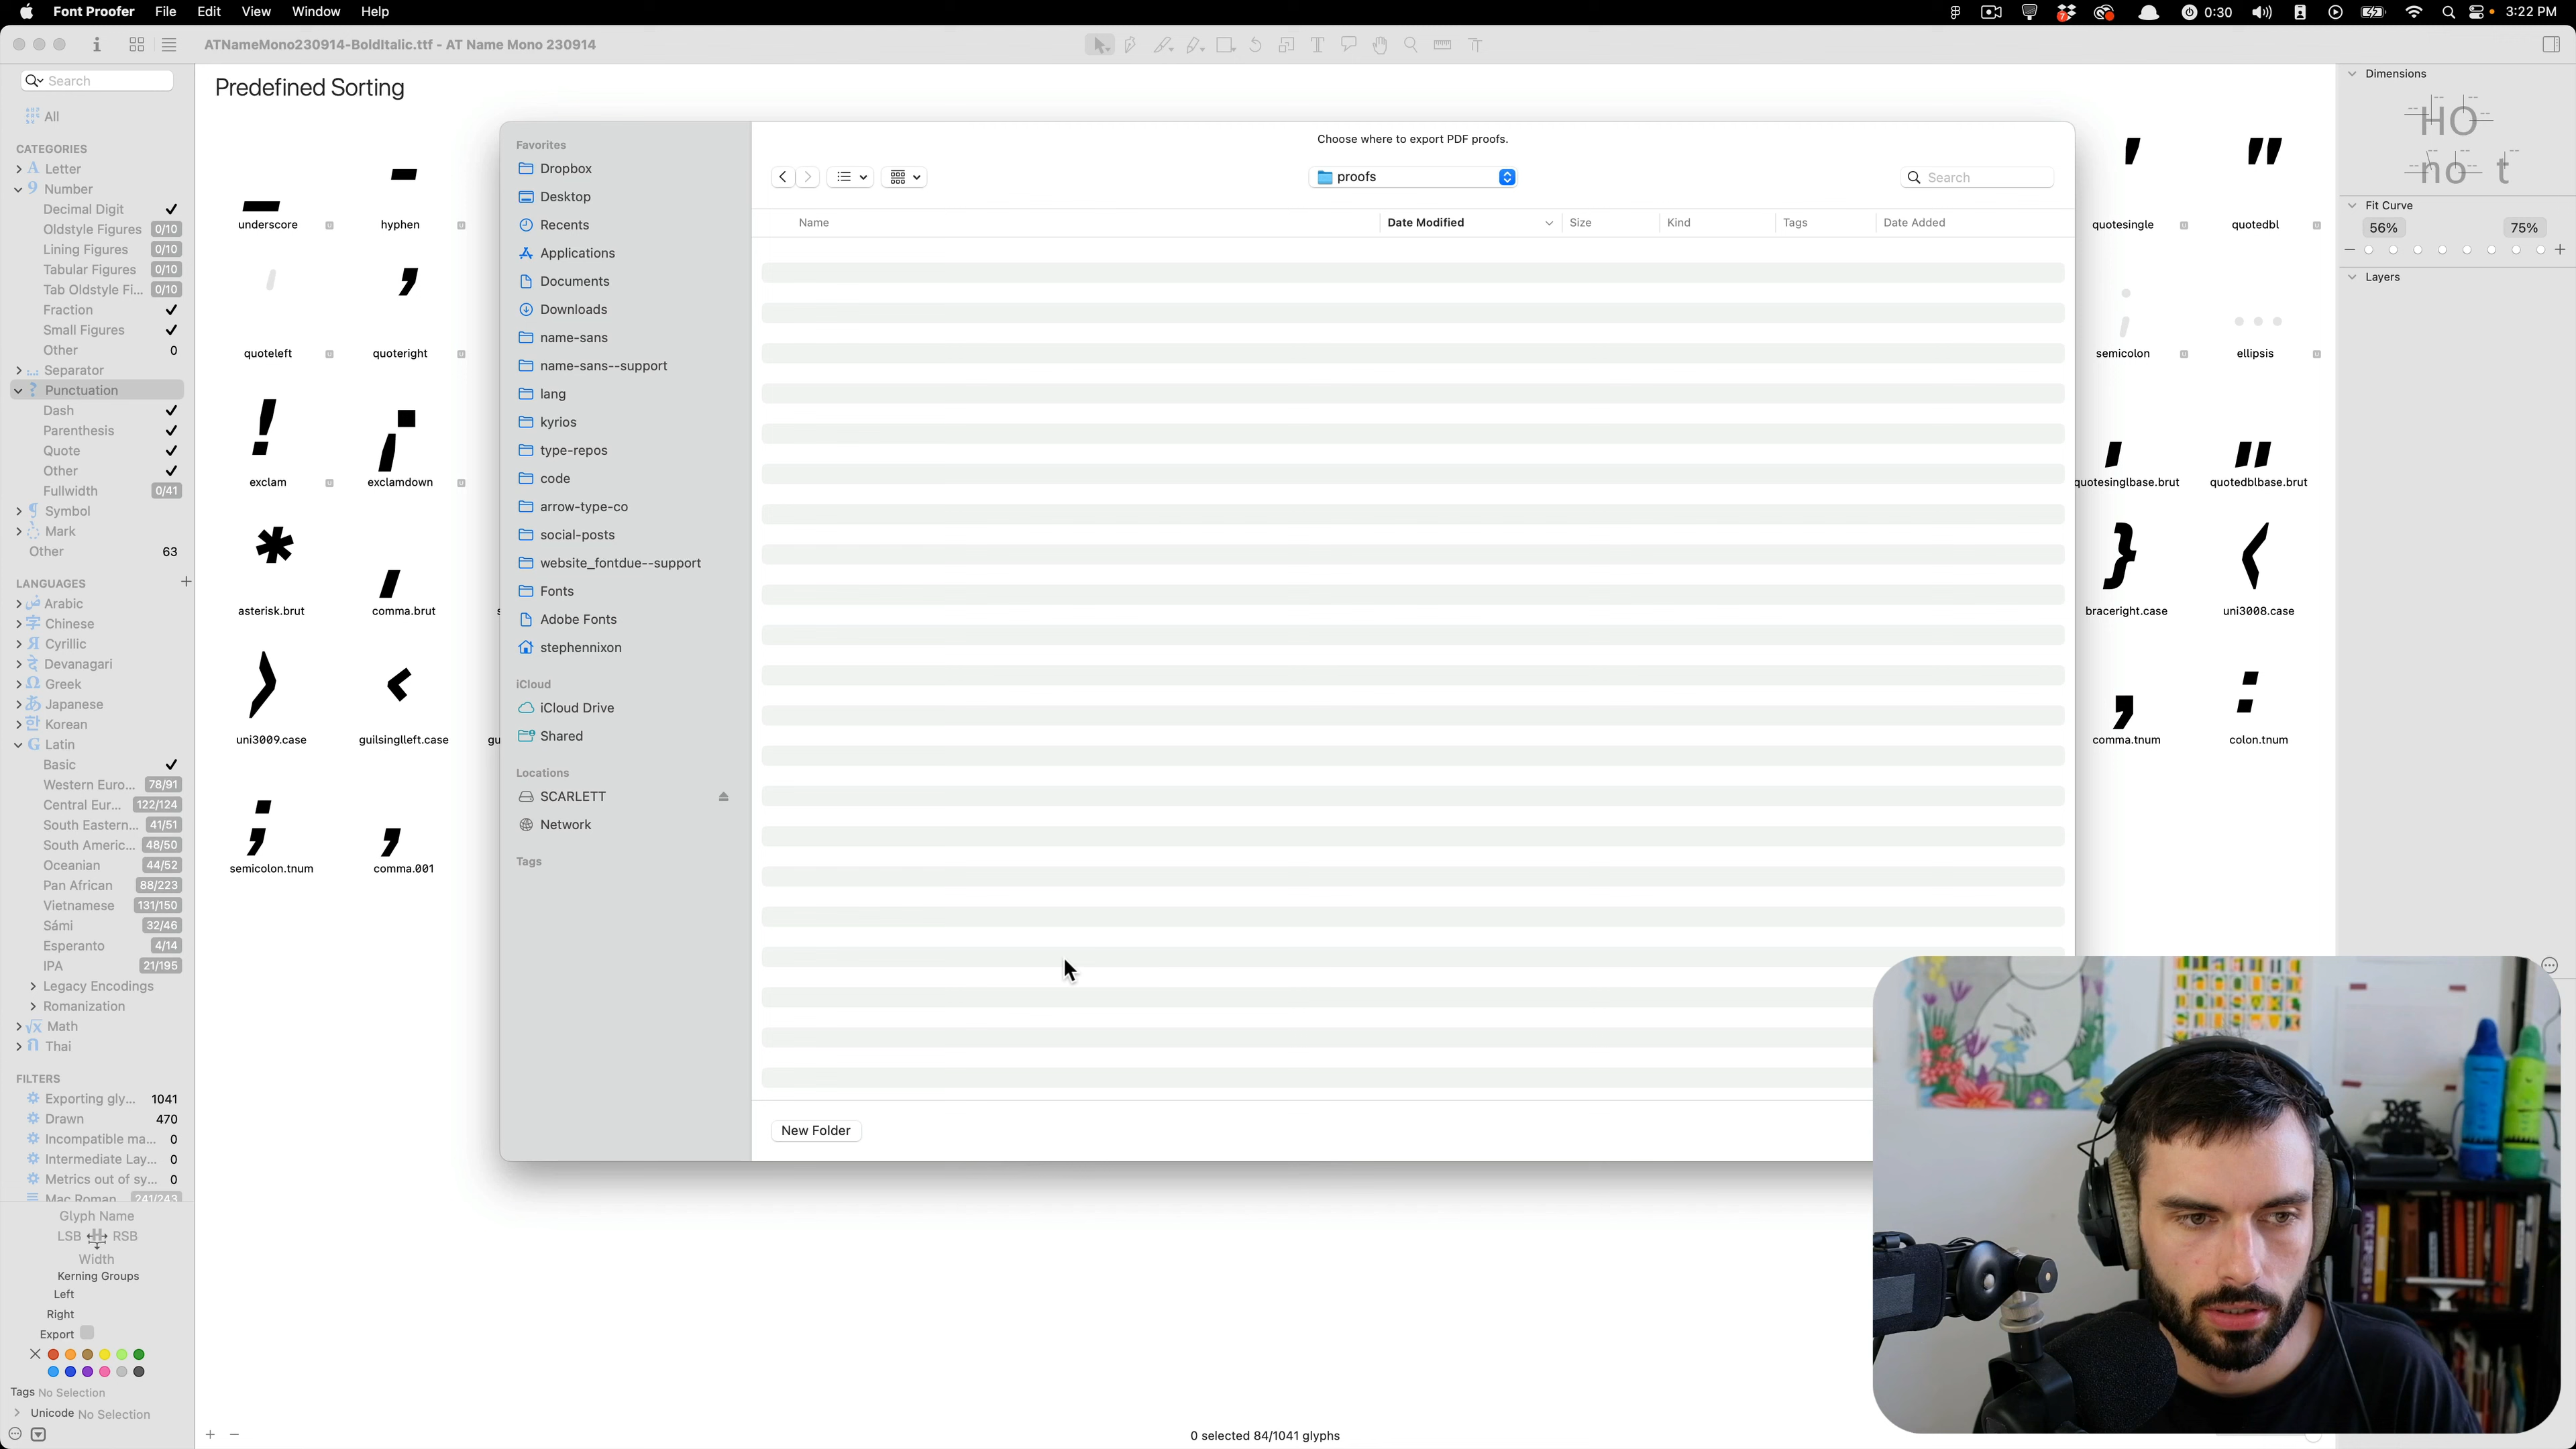 Font Proofer File Edit View Window Help
0:30 3:22 PM
ATNameMono230914-BoldItalic.ttf - AT Name Mono 230914
Search
All
CATEGORIES
Letter
Number
Decimal Digit
Oldstyle Figures 0/10
Lining Figures 0/10
Tabular Figures 0/10
Tab Oldstyle Fi... 0/10
Fraction
Small Figures
Other 0
Separator
Punctuation
Dash
Parenthesis
Quote
Other
Fullwidth 0/41
Symbol
Mark
Other 63
LANGUAGES
Arabic
Chinese
Cyrillic
Devanagari
Greek
Japanese
Korean
Latin
Basic
Western Euro... 78/91
Central Eur... 122/124
South Eastern... 41/51
South Americ... 48/50
Oceanian 44/52
Pan African 88/223
Vietnamese 131/150
Sámi 32/46
Esperanto 4/14
IPA 21/195
Legacy Encodings
Romanization
Math
Thai
FILTERS
Exporting gly... 1041
Drawn 470
Incompatible ma... 0
Intermediate Lay... 0
Metrics out of sy... 0
Mac Roman 241/243
Glyph Name
LSB RSB
Width
Kerning Groups
Left
Right
Export
Tags No Selection
Unicode No Selection
Predefined Sorting
underscore hyphen
quoteleft quoteright
exclam exclamdown
asterisk.brut comma.brut
uni3009.case guilsinglleft.case gu
semicolon.tnum comma.001
Favorites
Dropbox
Desktop
Recents
Applications
Documents
Downloads
name-sans
name-sans--support
lang
kyrios
type-repos
code
arrow-type-co
social-posts
website_fontdue--support
Fonts
Adobe Fonts
stephennixon
iCloud
iCloud Drive
Shared
Locations
SCARLETT
Network
Tags
Choose where to export PDF proofs.
proofs
Search
Name Date Modified Size Kind Tags Date Added
New Folder
quotesingle quotedbl
semicolon ellipsis
quotesinglbase.brut quotedblbase.brut
braceright.case uni3008.case
comma.tnum colon.tnum
0 selected 84/1041 glyphs
Dimensions
HO
no t
Fit Curve
56% 75%
Layers